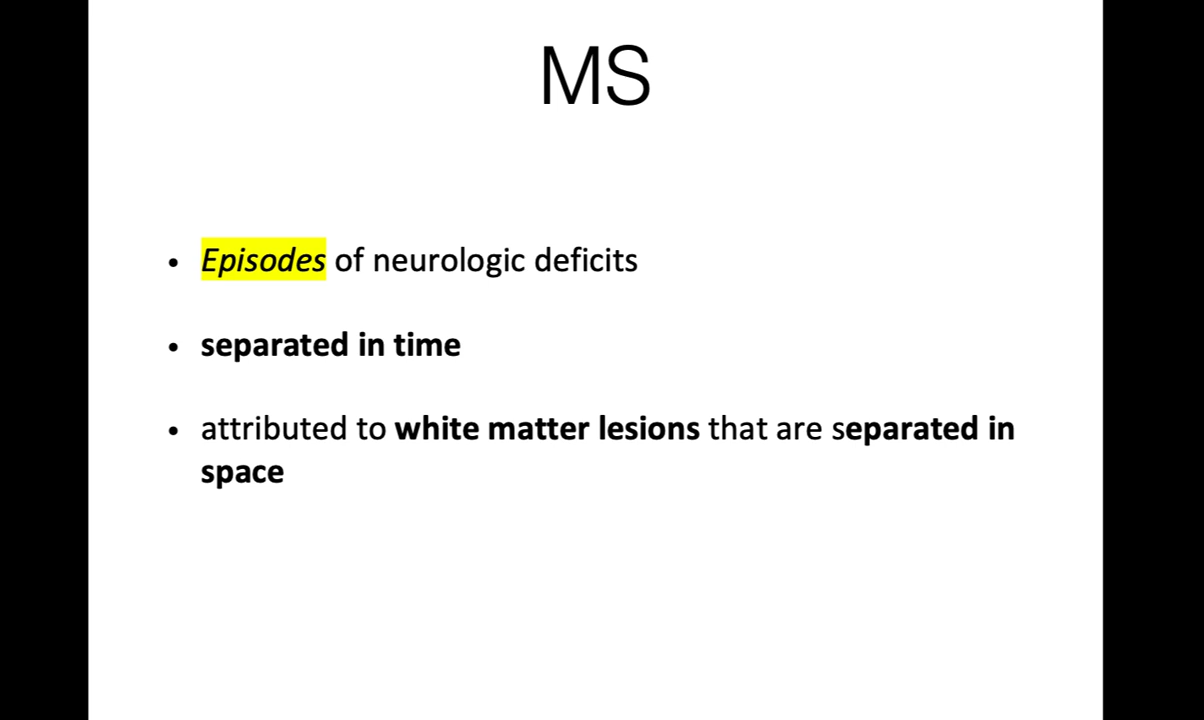 MS
• Episodes of neurologic deficits
• separated in time
• attributed to white matter lesions that are separated in
space